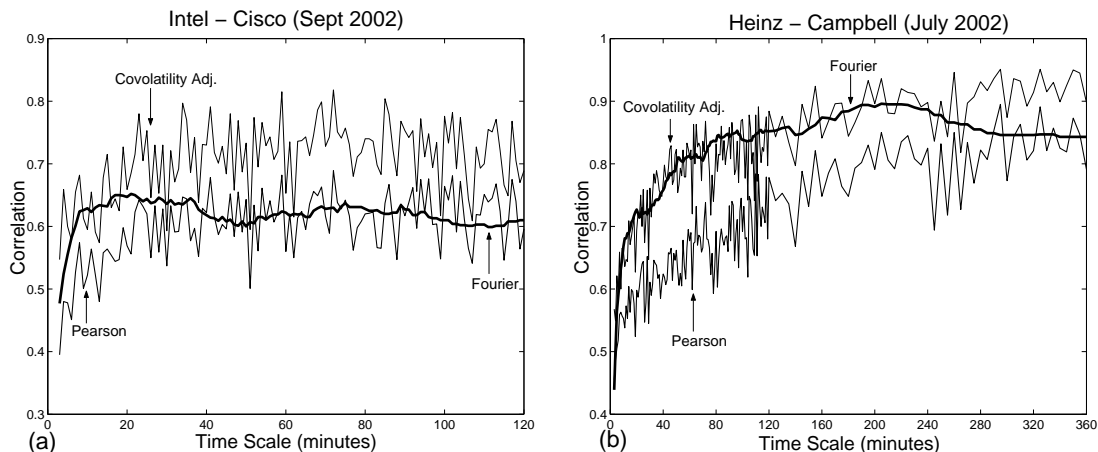 Intel – Cisco (Sept 2002)
0.9
0.8
0.7
0.6
0.5
0.4
0.3
Correlation
Covolatility Adj.
Pearson
Fourier
0
20
40
60
80
100
120
Time Scale (minutes)
(a)
Heinz – Campbell (July 2002)
1
0.9
0.8
0.7
0.6
0.5
0.4
Correlation
Fourier
Covolatility Adj.
Pearson
0
40
80
120
160
200
240
280
320
360
Time Scale (minutes)
(b)